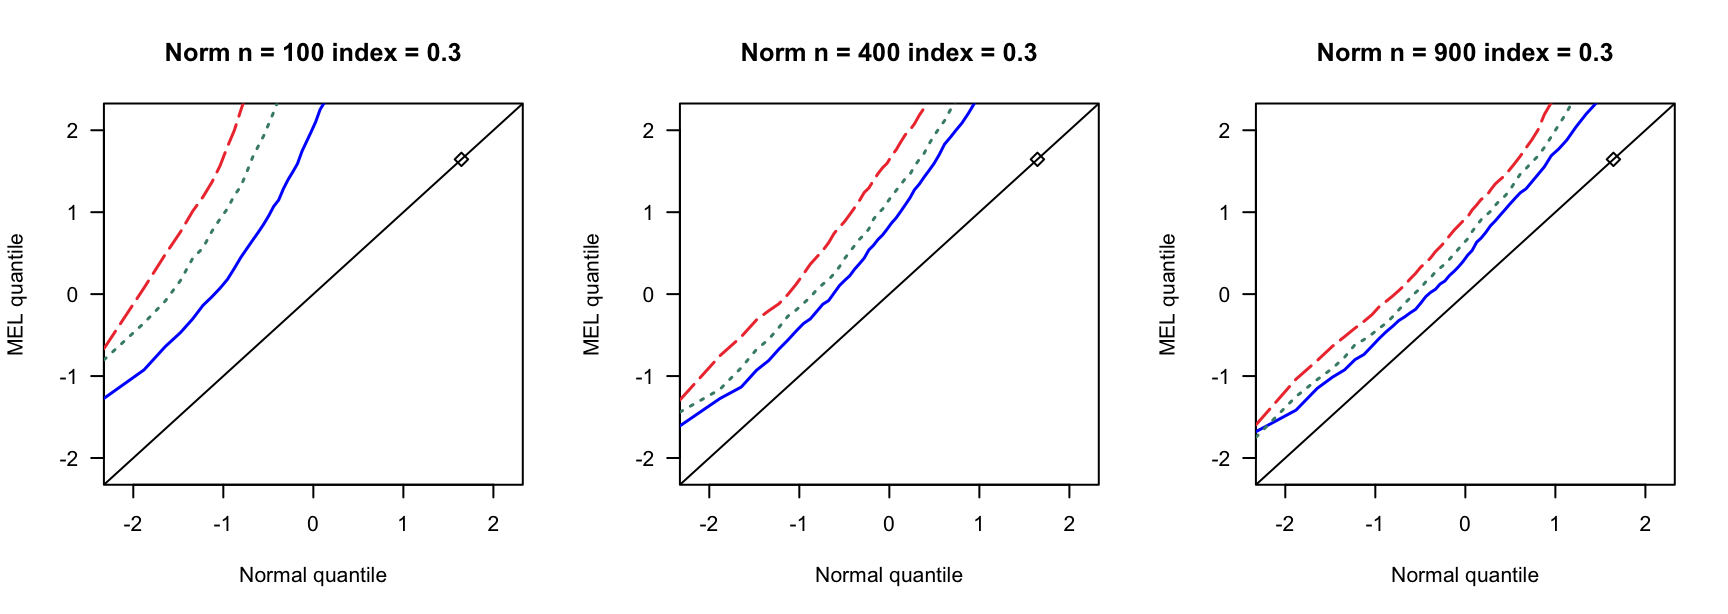 Norm n = 100 index = 0.3
MEL quantile
2
1
0
-1
-2
-2 -1 0 1 2
Normal quantile
Norm n = 400 index = 0.3
MEL quantile
2
1
0
-1
-2
-2 -1 0 1 2
Normal quantile
Norm n = 900 index = 0.3
MEL quantile
2
1
0
-1
-2
-2 -1 0 1 2
Normal quantile